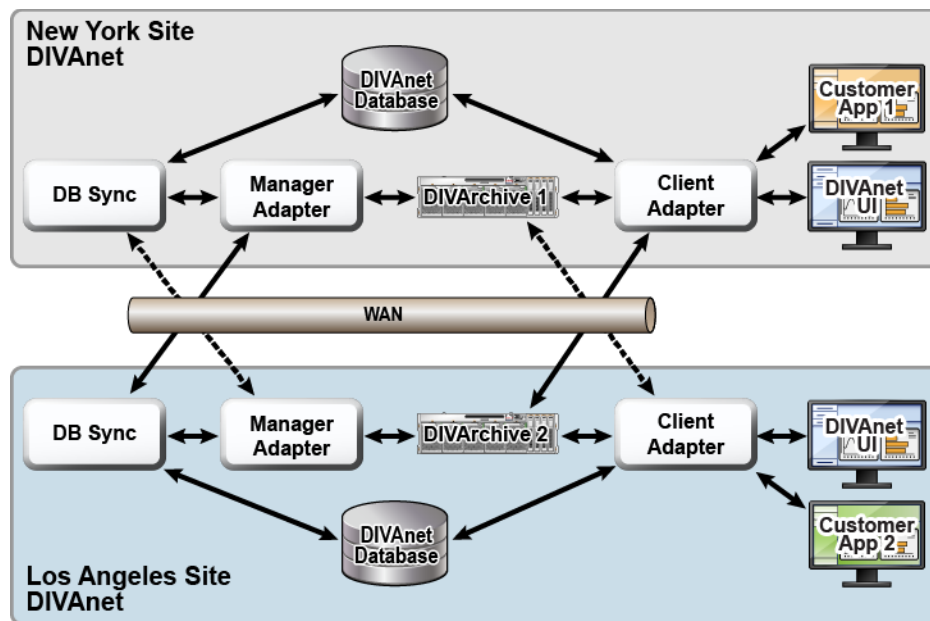 New York Site
DIVAnet
DIVAnet
Database
Customer
App 1
DB Sync
Manager
Adapter
DIVArchive 1
Client
Adapter
DIVAnet
UI
WAN
DB Sync
Manager
Adapter
DIVArchive 2
Client
Adapter
DIVAnet
UI
DIVAnet
Database
Customer
App 2
Los Angeles Site
DIVAnet